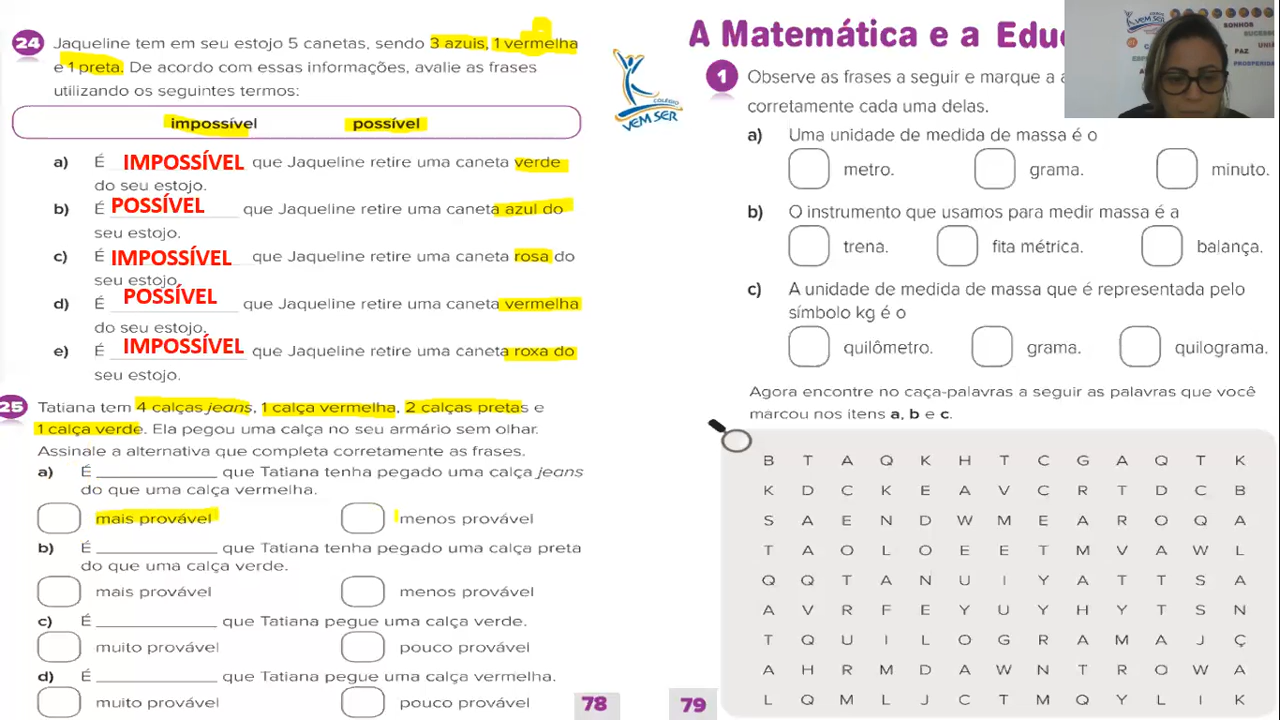 24 Jaqueline tem em seu estojo 5 canetas, sendo 3 azuis, 1 vermelha
e 1 preta. De acordo com essas informações, avalie as frases
utilizando os seguintes termos:
impossível possível
a) É IMPOSSÍVEL que Jaqueline retire uma caneta verde
do seu estojo.
b) É POSSÍVEL que Jaqueline retire uma caneta azul do
seu estojo.
c) É IMPOSSÍVEL que Jaqueline retire uma caneta rosa do
seu estojo.
d) É POSSÍVEL que Jaqueline retire uma caneta vermelha
do seu estojo.
e) É IMPOSSÍVEL que Jaqueline retire uma caneta roxa do
seu estojo.
25 Tatiana tem 4 calças jeans, 1 calça vermelha, 2 calças pretas e
1 calça verde. Ela pegou uma calça no seu armário sem olhar.
Assinale a alternativa que completa corretamente as frases.
a) É __________ que Tatiana tenha pegado uma calça jeans
do que uma calça vermelha.
mais provável menos provável
b) É __________ que Tatiana tenha pegado uma calça preta
do que uma calça verde.
mais provável menos provável
c) É __________ que Tatiana pegue uma calça verde.
muito provável pouco provável
d) É __________ que Tatiana pegue uma calça vermelha.
muito provável pouco provável
78
COLÉGIO
VEM SER
A Matemática e a Edu
1 Observe as frases a seguir e marque a
corretamente cada uma delas.
a) Uma unidade de medida de massa é o
metro. grama. minuto.
b) O instrumento que usamos para medir massa é a
trena. fita métrica. balança.
c) A unidade de medida de massa que é representada pelo
símbolo kg é o
quilômetro. grama. quilograma.
Agora encontre no caça-palavras a seguir as palavras que você
marcou nos itens a, b e c.
B T A Q K H T C G A Q T K
K D C K E A V C R T D C B
S A E N D W M E A R O Q A
T A O L O E E T M V A W L
Q Q T A N U I Y A T T S A
A V R F E Y U Y H Y T S N
T Q U I L O G R A M A J Ç
A H R M D A W N T R O W A
L Q M L J C T M Q Y L I K
79
VEM SER
SONHOS
SUCESSO
PAZ